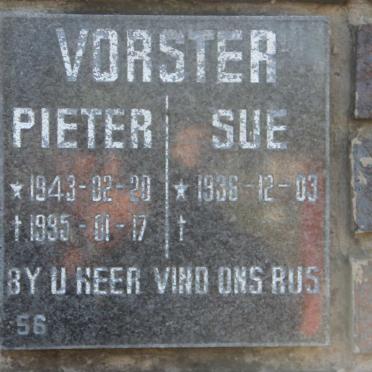 VORSTER
PIETER SUE
★1943-02-20 ★1936-12-03
†1995-01-17 †
BY U HEER VIND ONS RUS
56